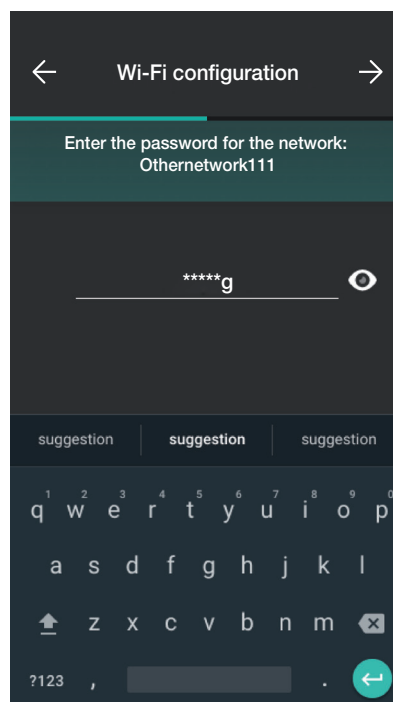 Wi-Fi configuration
Enter the password for the network:
Othernetwork111
*****g
suggestion suggestion suggestion
1 2 3 4 5 6 7 8 9 0
q w e r t y u i o p
a s d f g h j k l
z x c v b n m
?123 , .